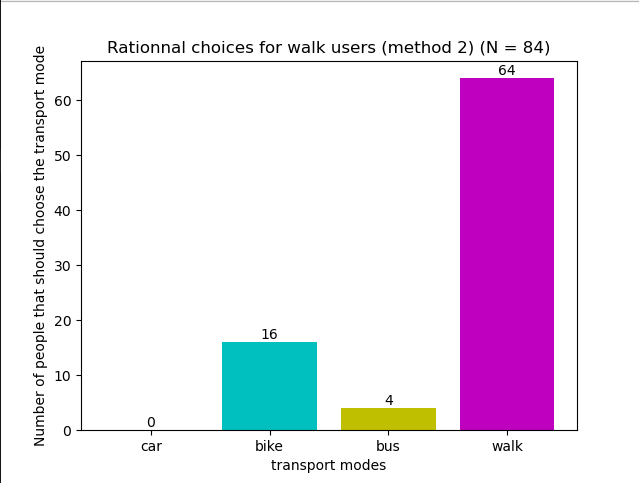 Rationnal choices for walk users (method 2) (N = 84)
Number of people that should choose the transport mode
60
50
40
30
20
10
0
0
16
4
64
car
bike
bus
walk
transport modes